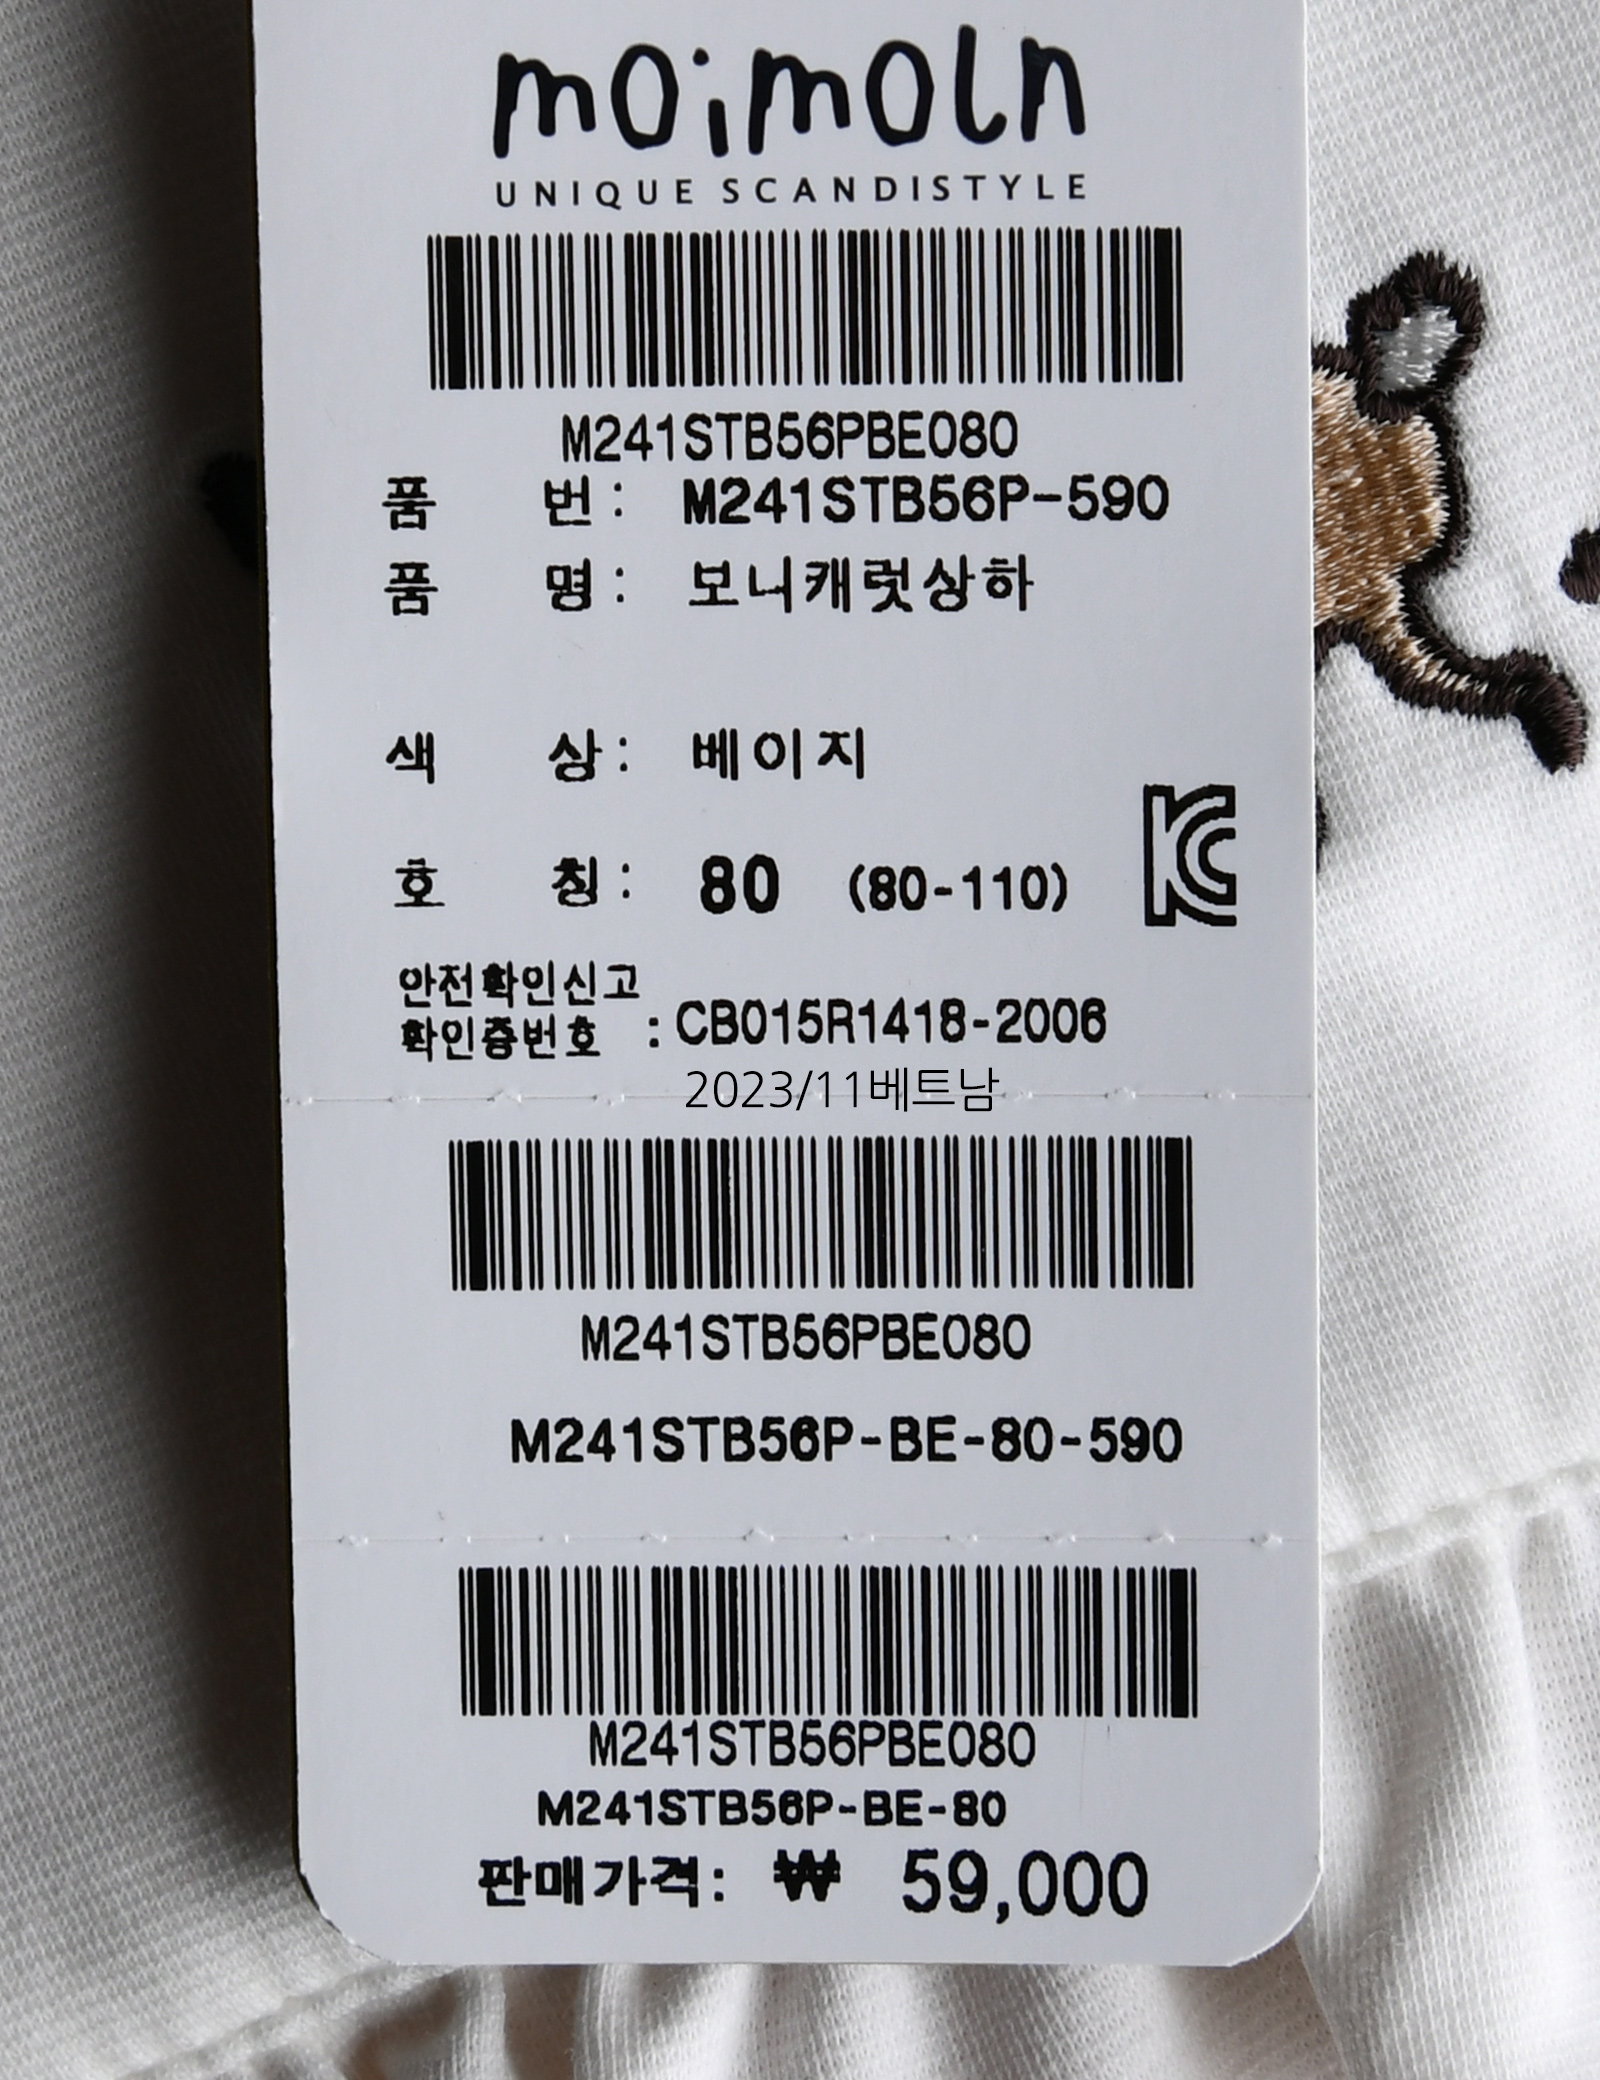 moimoln
UNIQUE SCANDISTYLE
M241STB56PBE080
품 번 : M241STB56P-590
품 명 : 보니캐럿상하
색 상 : 베이지
호 칭 : 80 (80-110)
KC
안전확인신고
확인증번호 : CB015R1418-2006
2023/11베트남
M241STB56PBE080
M241STB56P-BE-80-590
M241STB56PBE080
M241STB56P-BE-80
판매가격: ₩ 59,000